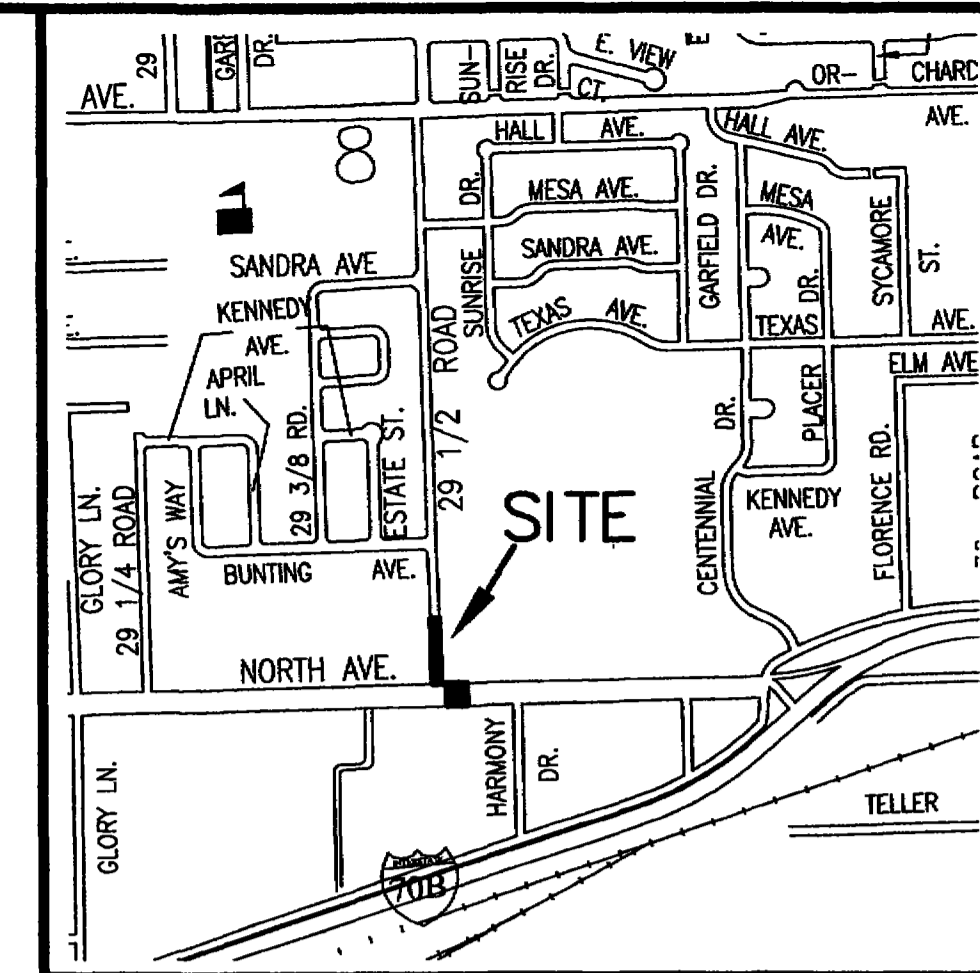 29
GARF
DR.
SUN-
RISE
DR.
E. VIEW
CT.
OR-
CHARD
AVE.
AVE.
HALL AVE.
HALL AVE.
MESA AVE.
MESA
AVE.
DR.
SUNRISE
SANDRA AVE.
GARFIELD DR.
SYCAMORE
ST.
SANDRA AVE
KENNEDY
AVE.
APRIL
LN.
29 3/8 RD.
ESTATE ST.
29 1/2 ROAD
TEXAS AVE.
TEXAS AVE.
PLACER DR.
ELM AVE
SITE
CENTENNIAL DR.
KENNEDY
AVE.
FLORENCE RD.
GLORY LN.
29 1/4 ROAD
AMY'S WAY
BUNTING AVE.
NORTH AVE.
GLORY LN.
HARMONY
DR.
TELLER
70B